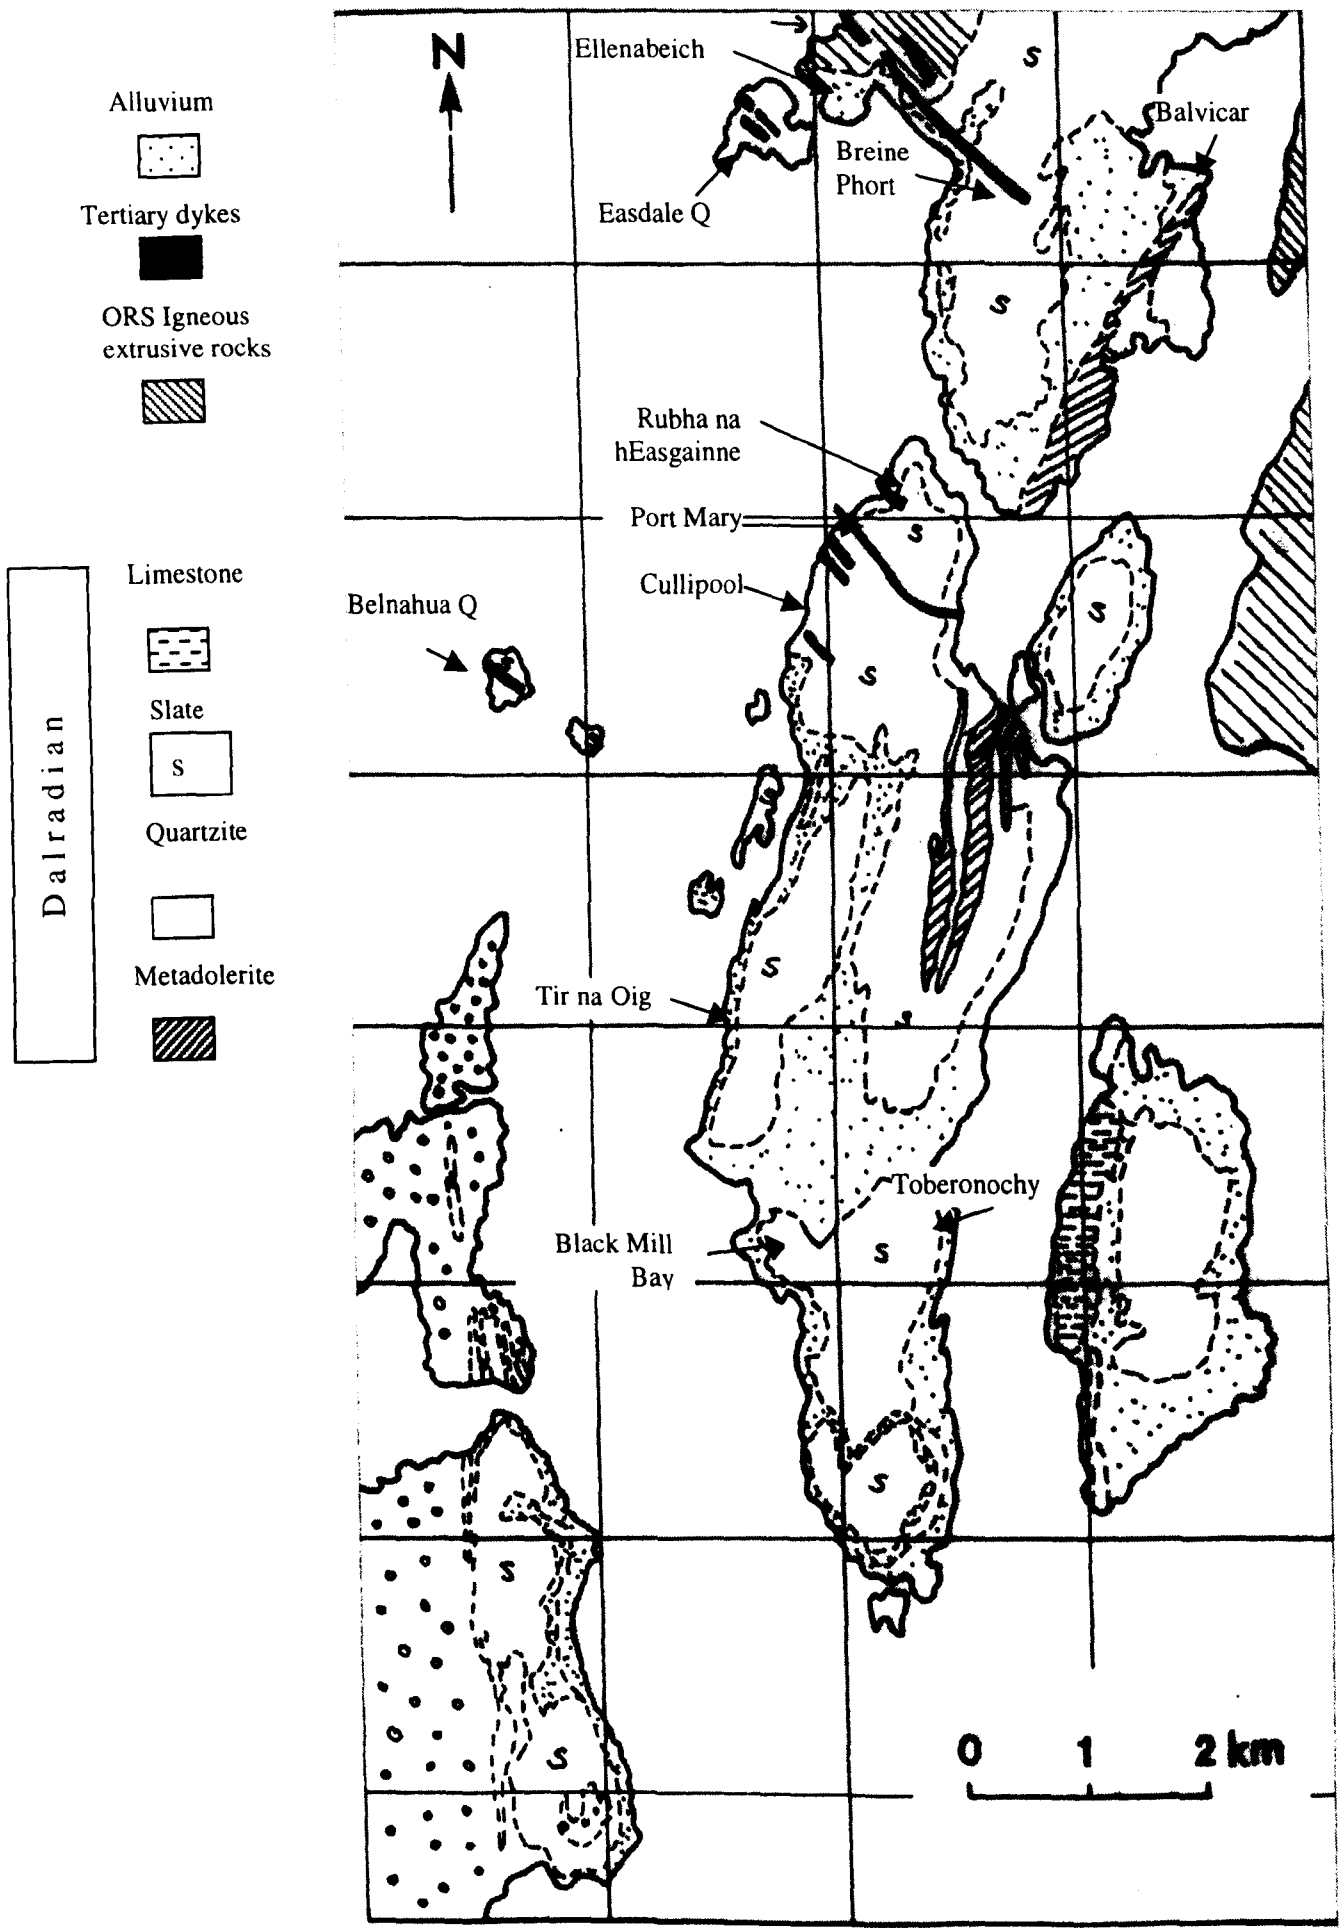 N
Alluvium
Tertiary dykes
ORS Igneous
extrusive rocks
Dalradian
Limestone
Slate
S
Quartzite
Metadolerite
Ellenabeich
S
Balvicar
Breine
Phort
Easdale Q
S
Rubha na
hEasgainne
Port Mary
S
Cullipool
Belnahua Q
S
S
S
Tir na Oig
Toberonochy
Black Mill
Bay
S
S
S
S
0 1 2 km